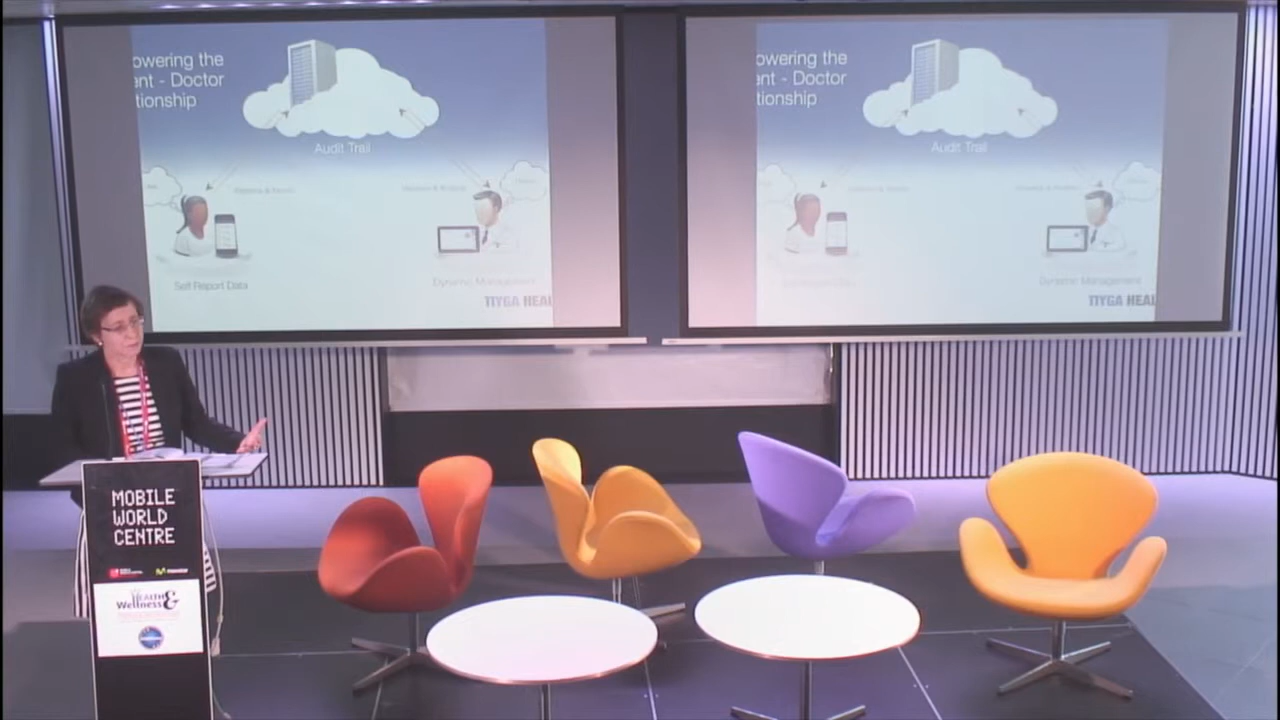 owering the
ent - Doctor
tionship
Audit Trail
Self Report Data
Dynamic Management
TIYGA HEAL
owering the
ent - Doctor
tionship
Audit Trail
Dynamic Management
TIYGA HEAL
MOBILE
WORLD
CENTRE
HEALTH &
Wellness